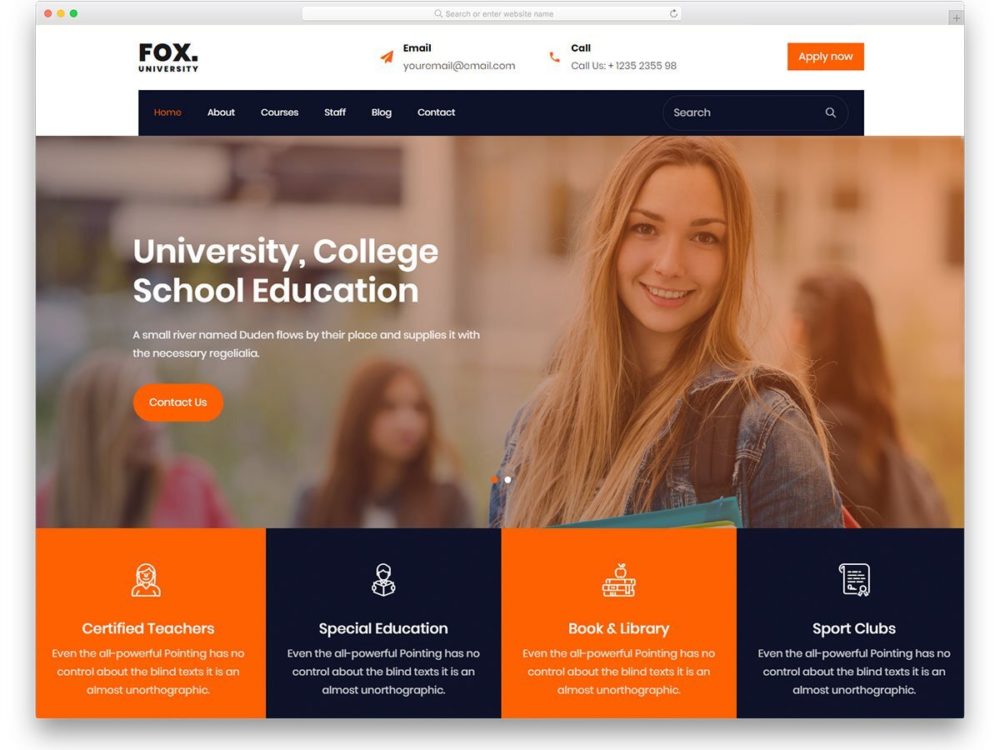 Search or enter website name
FOX.
UNIVERSITY
Email
youremail@email.com
Call
Call Us: + 1235 2355 98
Apply now
Home About Courses Staff Blog Contact Search
University, College
School Education
A small river named Duden flows by their place and supplies it with
the necessary regelialia.
Contact Us
Certified Teachers
Even the all-powerful Pointing has no
control about the blind texts it is an
almost unorthographic.
Special Education
Even the all-powerful Pointing has no
control about the blind texts it is an
almost unorthographic.
Book & Library
Even the all-powerful Pointing has no
control about the blind texts it is an
almost unorthographic.
Sport Clubs
Even the all-powerful Pointing has no
control about the blind texts it is an
almost unorthographic.